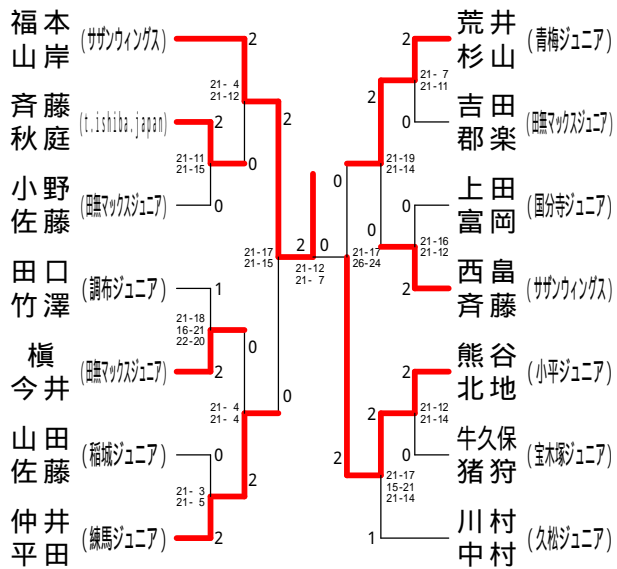 福本
山岸
(サザンウィングス)
斉藤
秋庭
(t.ishiba.japan)
小野
佐藤
(田無マックスジュニア)
田口
竹澤
(調布ジュニア)
槇
今井
(田無マックスジュニア)
山田
佐藤
(稲城ジュニア)
仲井
平田
(練馬ジュニア)
2
21- 4
21-12
2
0
21-11
21-15
0
2
21-17
21-15
1
21-18
16-21
22-20
2
0
21- 4
21- 4
0
0
21- 3
21- 5
2
2
2
0
21-12
21- 7
0
2
21-17
26-24
2
21- 7
21-11
0
2
21-19
21-14
0
0
21-16
21-12
2
2
21-12
21-14
0
2
21-17
15-21
21-14
1
荒井
杉山
(青梅ジュニア)
吉田
郡楽
(田無マックスジュニア)
上田
富岡
(国分寺ジュニア)
西畠
斉藤
(サザンウィングス)
熊谷
北地
(小平ジュニア)
牛久保
猪狩
(宝木塚ジュニア)
川村
中村
(久松ジュニア)